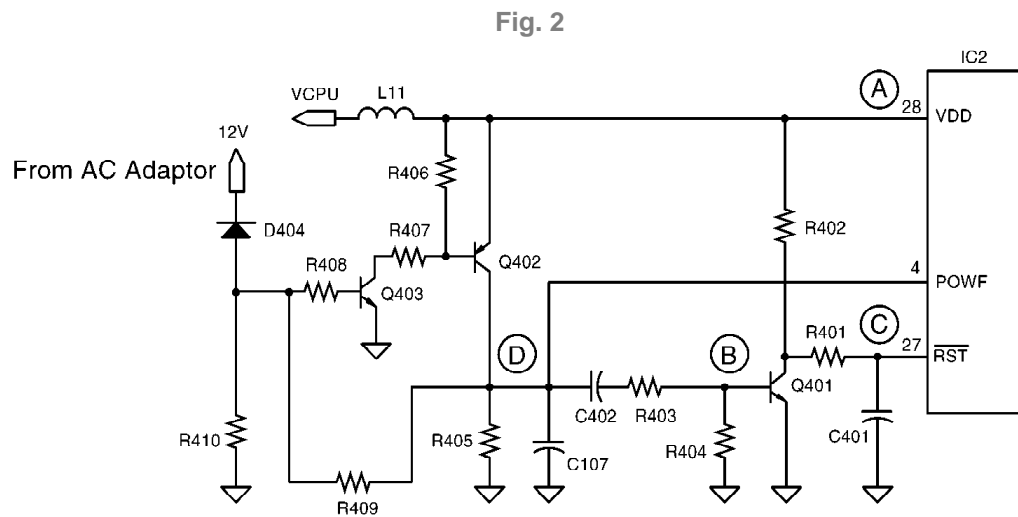 Fig. 2
IC2
VCPU
L11
A
28
VDD
12V
From AC Adaptor
R406
D404
R407
R402
R408
Q402
Q403
4
POWF
D
B
R401
C
27
RST
Q401
C402
R403
R410
R405
C107
R404
C401
R409